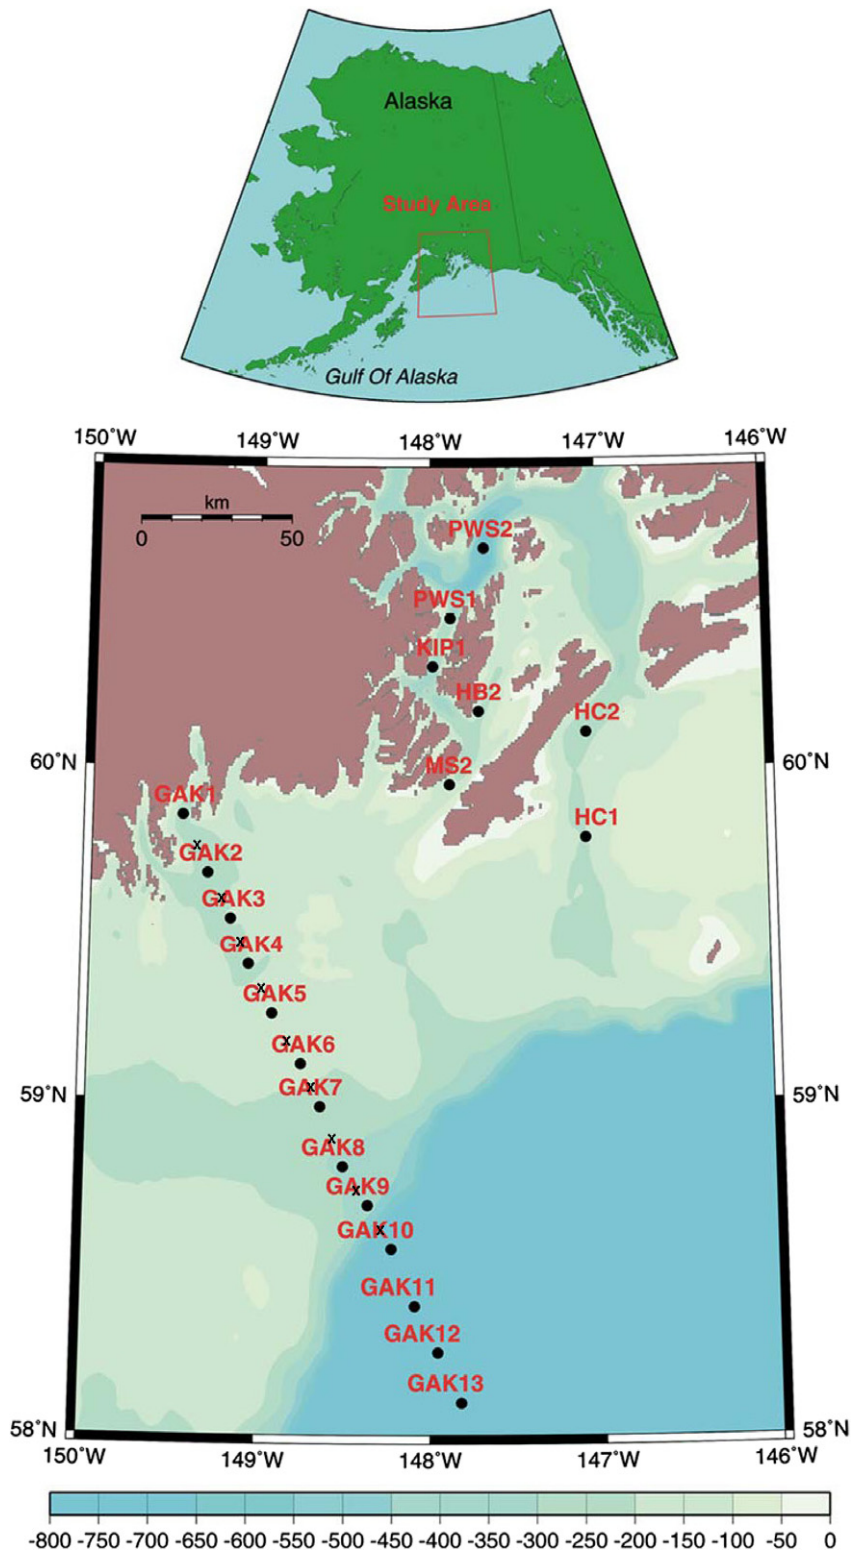 Alaska
Study Area
Gulf Of Alaska
150°W 149°W 148°W 147°W 146°W
km
0 50
PWS2
PWS1
KIP1
HB2
HC2
60°N 60°N
MS2
GAK1
HC1
x
GAK2
x
GAK3
x
GAK4
x
GAK5
x
GAK6
x
GAK7
59°N 59°N
x
GAK8
x
GAK9
x
GAK10
GAK11
GAK12
GAK13
58°N 58°N
150°W 149°W 148°W 147°W 146°W
-800 -750 -700 -650 -600 -550 -500 -450 -400 -350 -300 -250 -200 -150 -100 -50 0